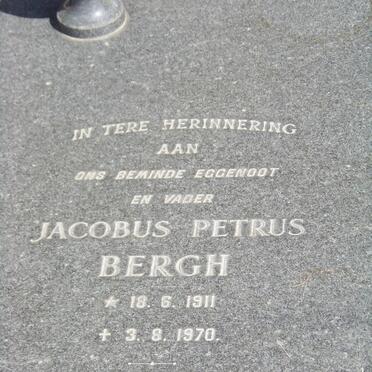 IN TERE HERINNERING
AAN
ONS BEMINDE EGGENOOT
EN VADER
JACOBUS PETRUS
BERGH
★ 18. 6. 1911
✝ 3. 8. 1970.